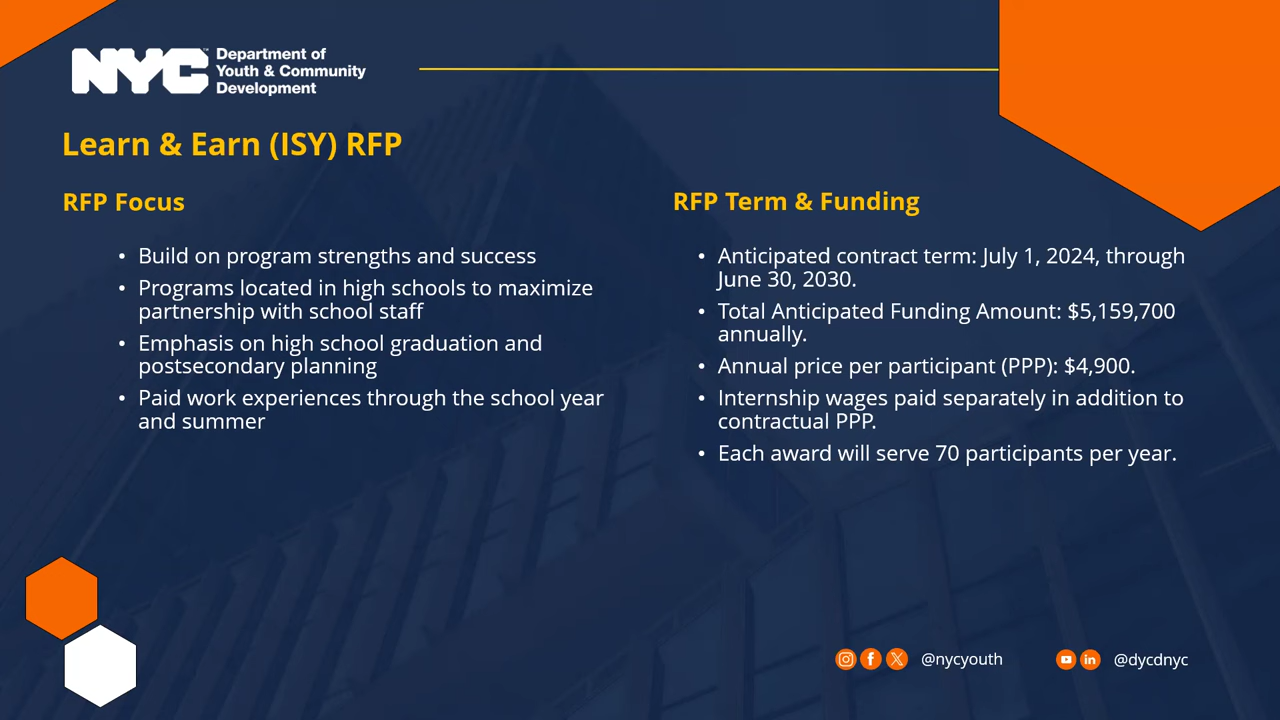 NYC
Department of
Youth & Community
Development
Learn & Earn (ISY) RFP
RFP Focus
• Build on program strengths and success
• Programs located in high schools to maximize
partnership with school staff
• Emphasis on high school graduation and
postsecondary planning
• Paid work experiences through the school year
and summer
RFP Term & Funding
• Anticipated contract term: July 1, 2024, through
June 30, 2030.
• Total Anticipated Funding Amount: $5,159,700
annually.
• Annual price per participant (PPP): $4,900.
• Internship wages paid separately in addition to
contractual PPP.
• Each award will serve 70 participants per year.
@nycyouth
@dycdnyc